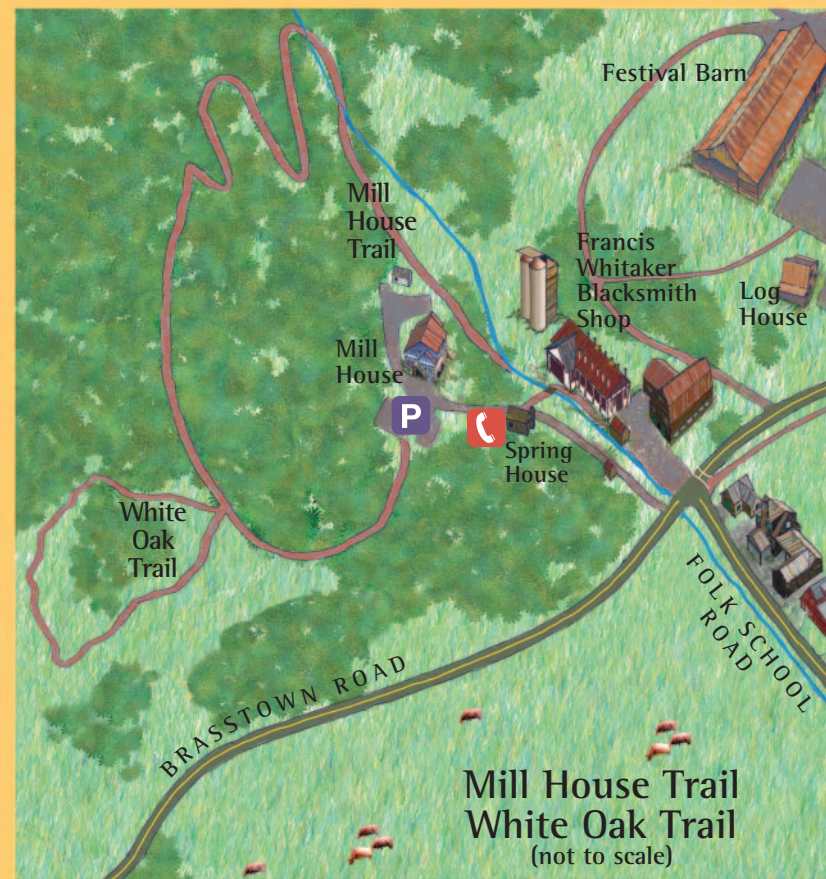 Festival Barn
Mill
House
Trail
Francis
Whitaker
Blacksmith
Shop
Log
House
Mill
House
P
Spring
House
White
Oak
Trail
FOLK SCHOOL
ROAD
BRASSTOWN ROAD
Mill House Trail
White Oak Trail
(not to scale)